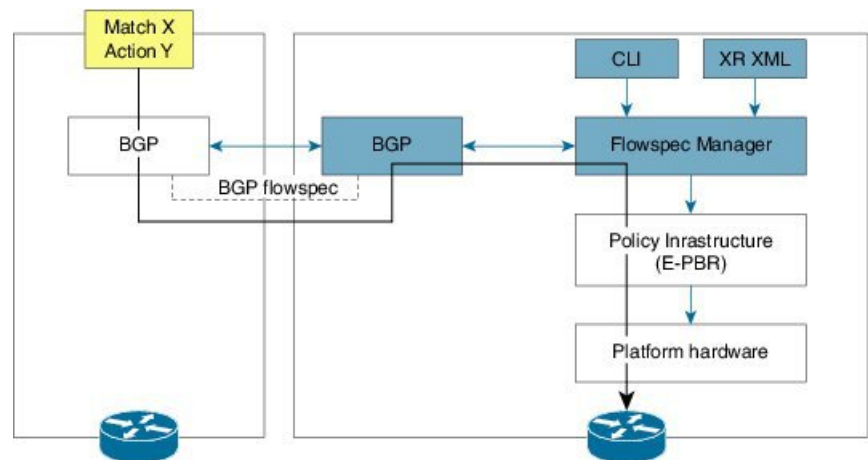 Match X
Action Y
CLI
XR XML
BGP
BGP
Flowspec Manager
BGP flowspec
Policy Inrastructure
(E-PBR)
Platform hardware